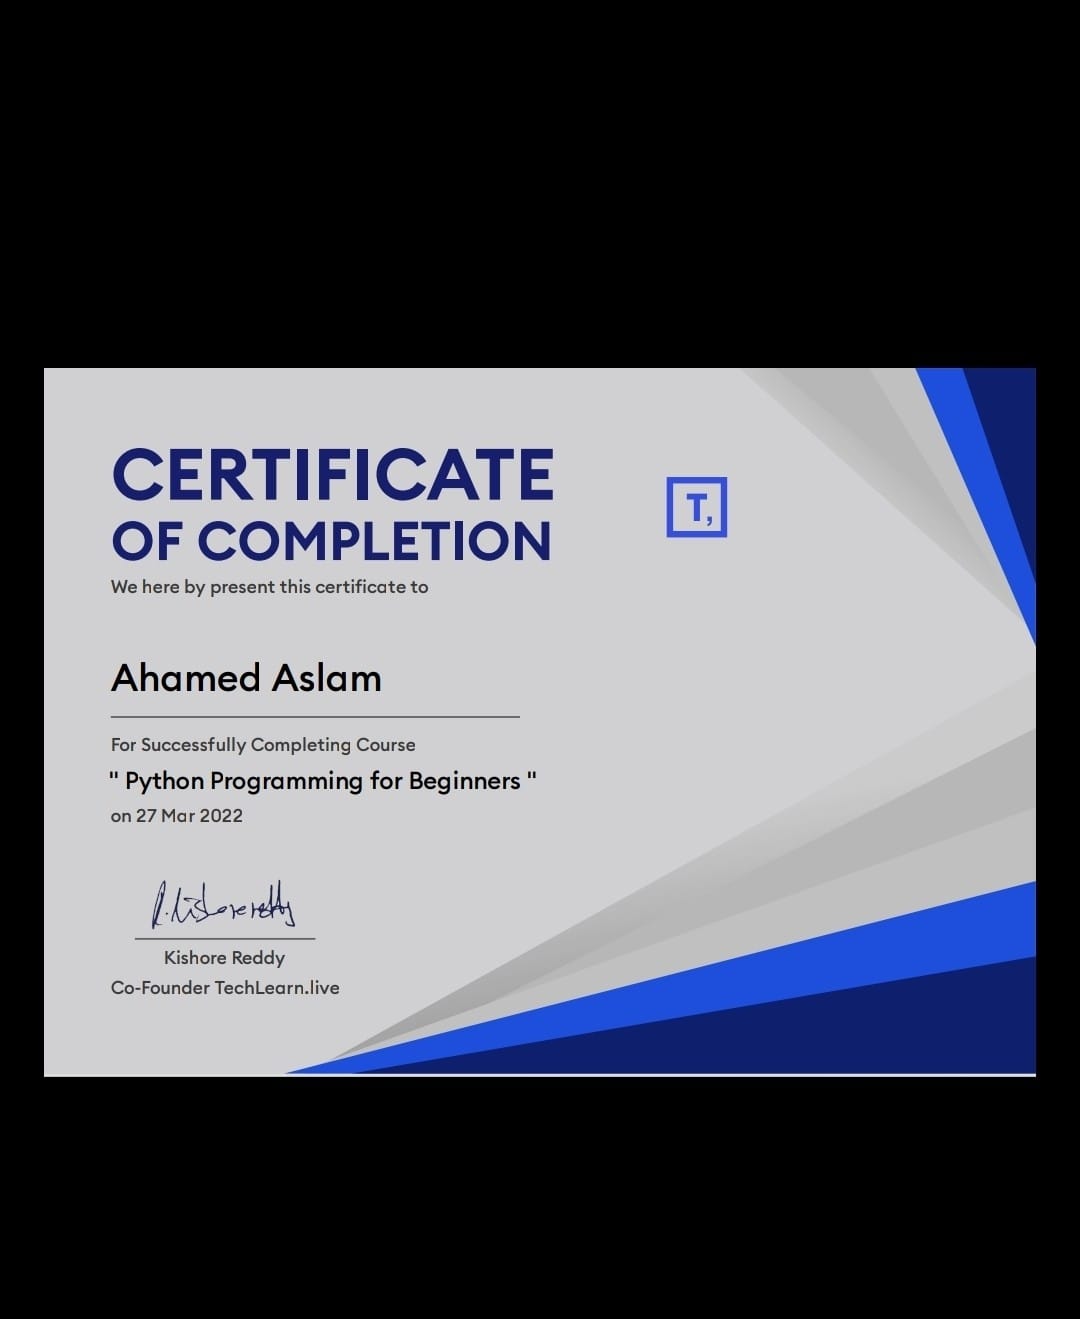 CERTIFICATE
OF COMPLETION
We here by present this certificate to
T,
Ahamed Aslam
For Successfully Completing Course
" Python Programming for Beginners "
on 27 Mar 2022
R. Kishore reddy
Kishore Reddy
Co-Founder TechLearn.live